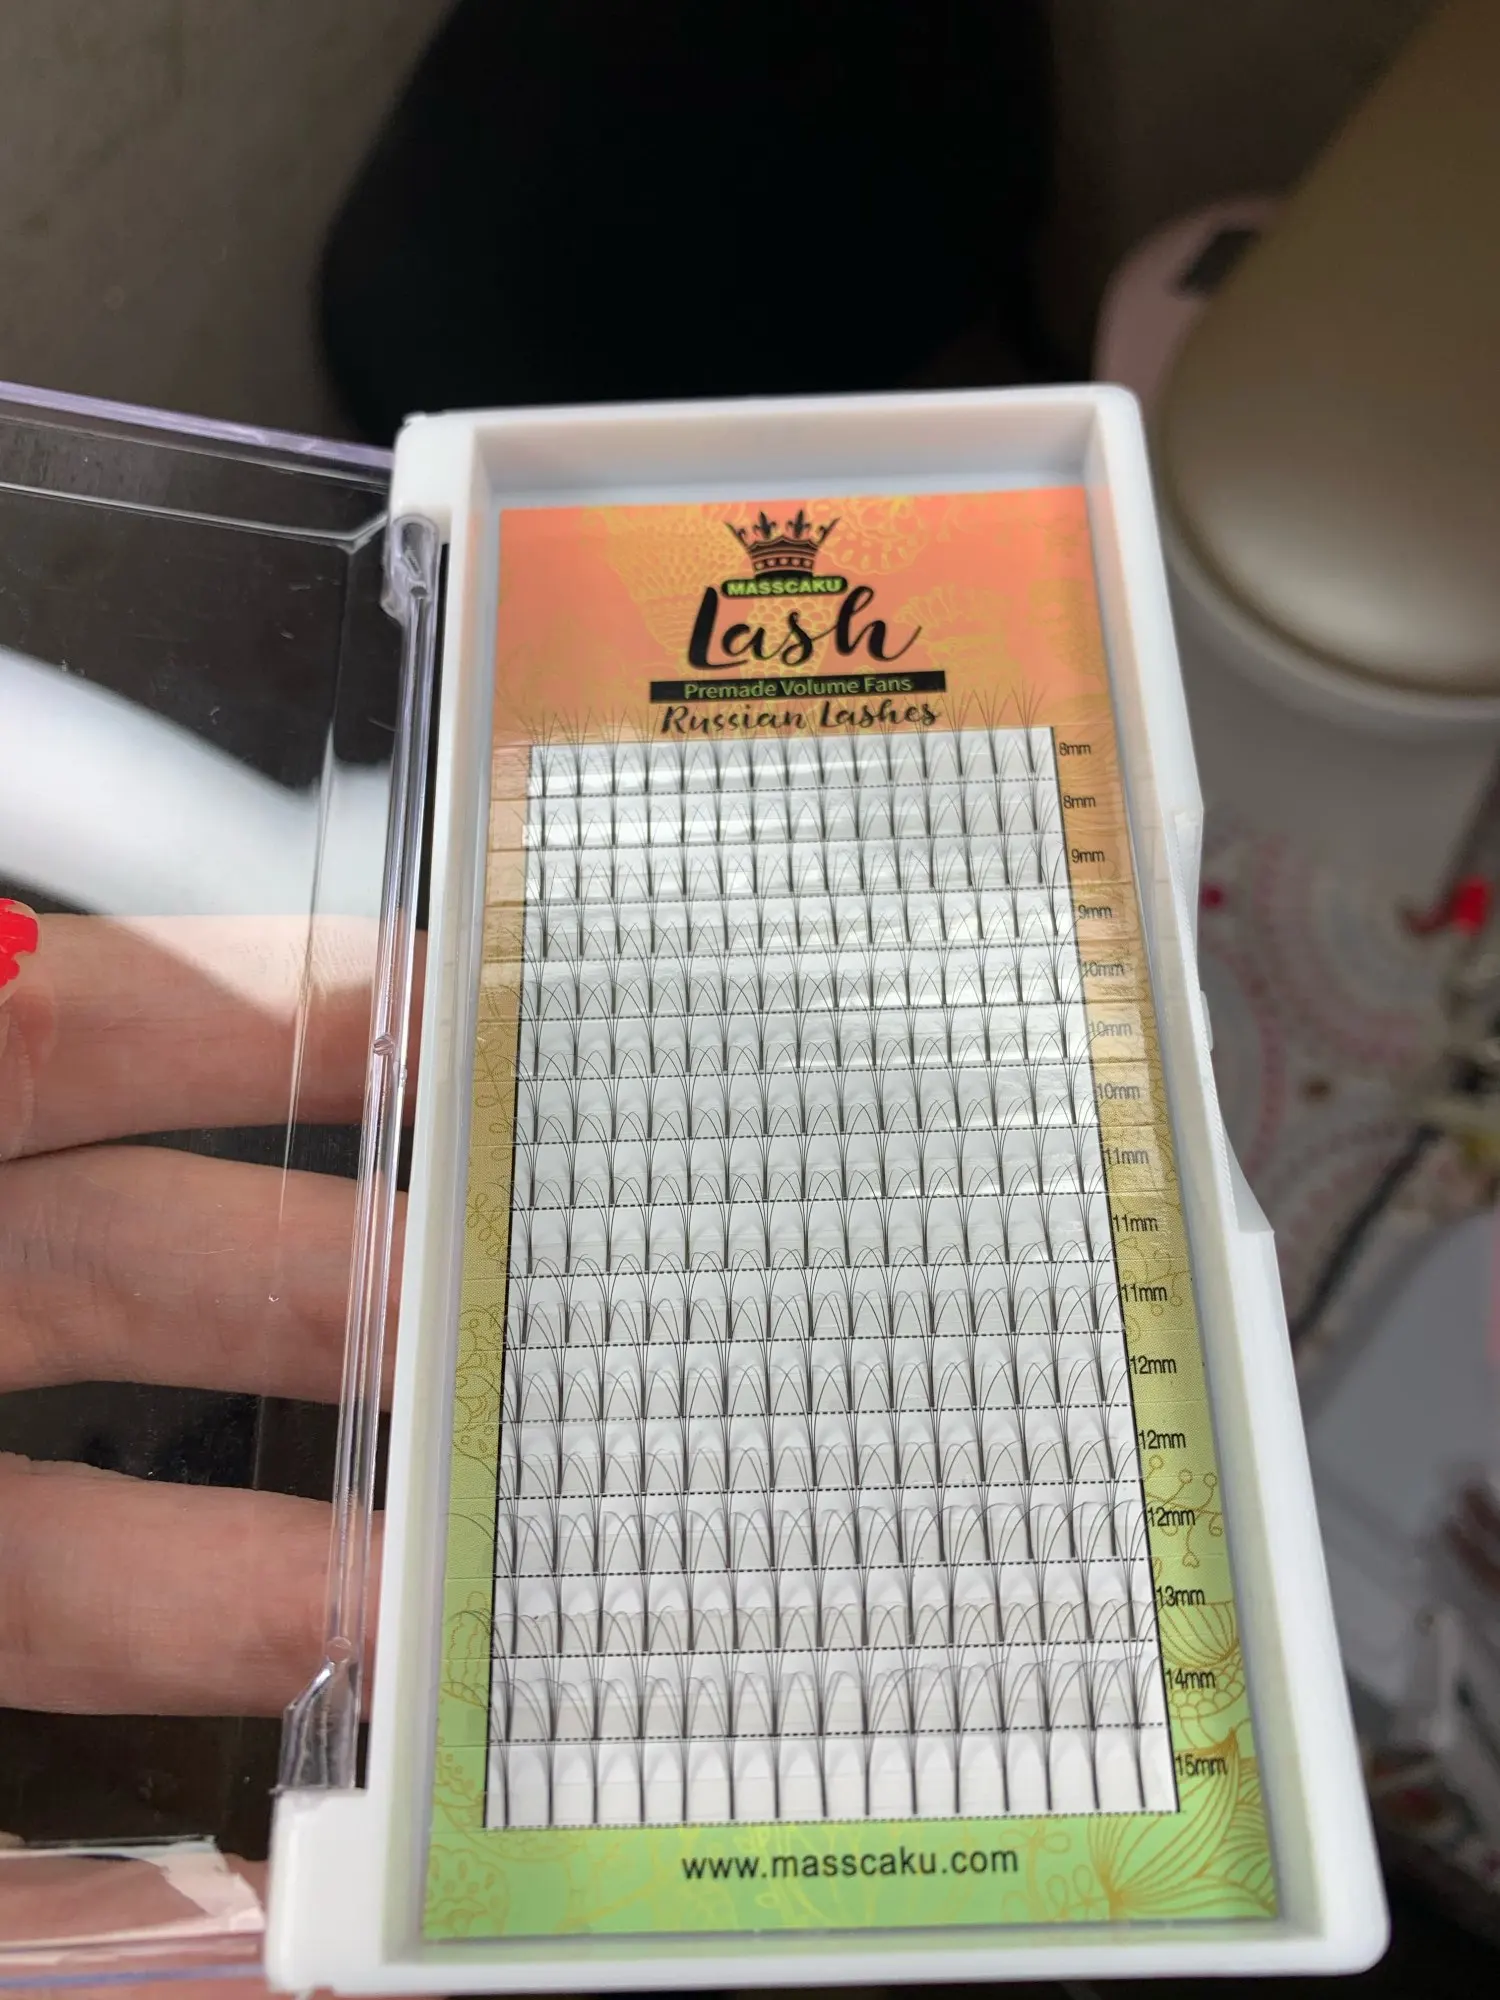 MASSCAKU
Lash
Premade Volume Fans
Russian Lashes
8mm
8mm
9mm
9mm
10mm
10mm
10mm
11mm
11mm
11mm
12mm
12mm
12mm
13mm
14mm
15mm
www.masscaku.com